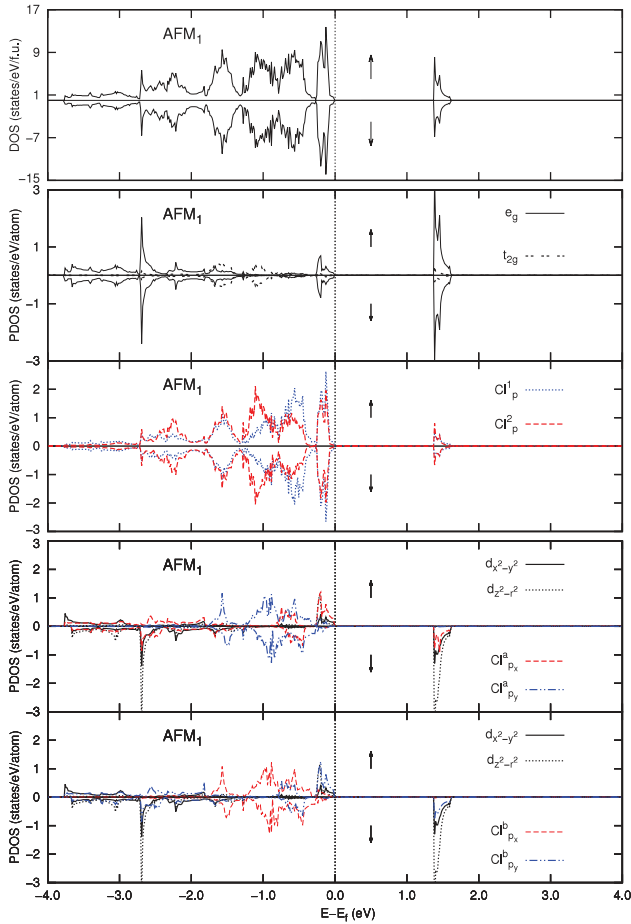 17
9
1
−7
−15
DOS (states/eV/f.u.)
AFM1
3
1
−1
−3
PDOS (states/eV/atom)
AFM1
eg
t2g
2
1
0
−1
−2
−3
PDOS (states/eV/atom)
AFM1
Cl1p
Cl2p
3
2
1
0
−1
−2
−3
PDOS (states/eV/atom)
AFM1
dx2−y2
dz2−r2
Clapx
Clapy
2
1
0
−1
−2
−3
PDOS (states/eV/atom)
AFM1
dx2−y2
dz2−r2
Clbpx
Clbpy
−4.0 −3.0 −2.0 −1.0 0.0 1.0 2.0 3.0 4.0
E−Ef (eV)